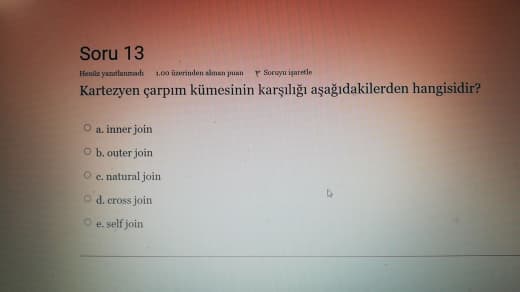 Soru 13
Henüz yanıtlanmadı 1.00 üzerinden alınan puan Soruyu işaretle
Kartezyen çarpım kümesinin karşılığı aşağıdakilerden hangisidir?
a. inner join
b. outer join
c. natural join
d. cross join
e. self join